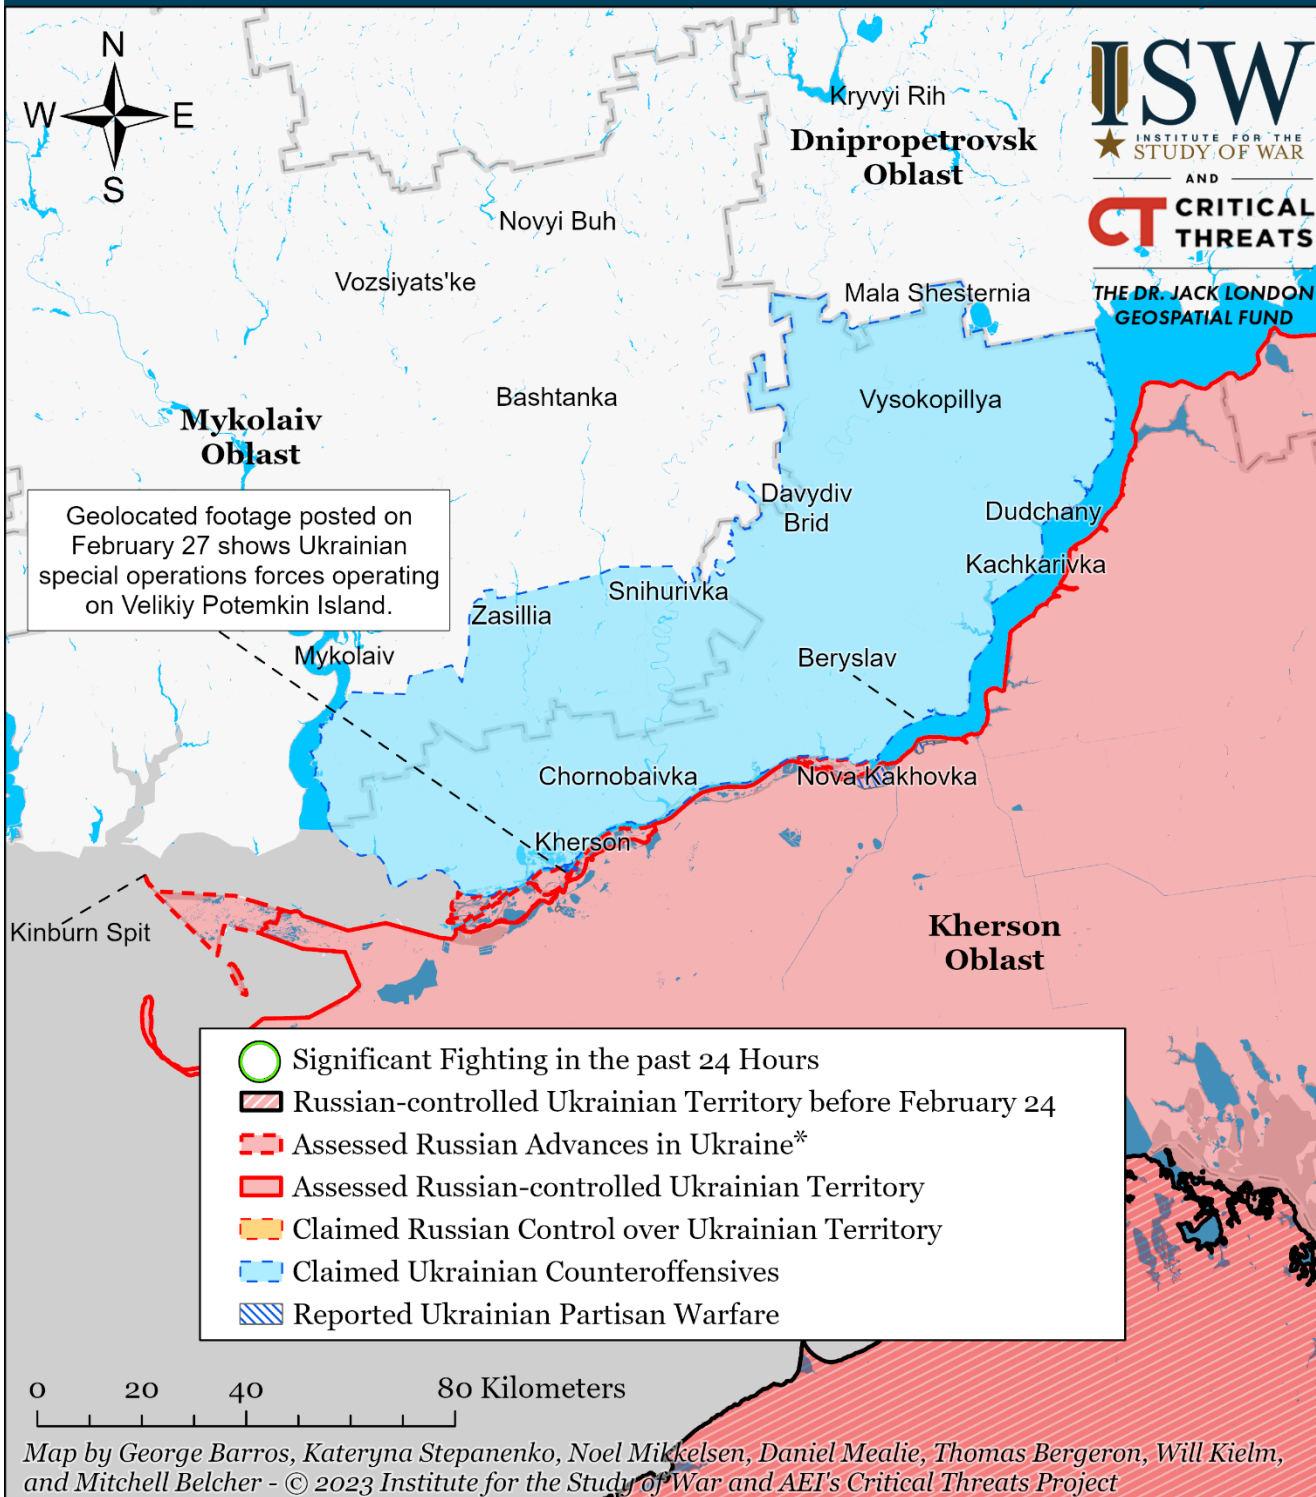 N
W
E
S
ISW
INSTITUTE FOR THE
STUDY OF WAR
AND
CT CRITICAL
THREATS
THE DR. JACK LONDON
GEOSPATIAL FUND
Kryvyi Rih
Dnipropetrovsk
Oblast
Novyi Buh
Vozsiyats'ke
Mala Shesternia
Bashtanka
Vysokopillya
Mykolaiv
Oblast
Geolocated footage posted on
February 27 shows Ukrainian
special operations forces operating
on Velikiy Potemkin Island.
Davydiv
Brid
Dudchany
Kachkarivka
Snihurivka
Zasillia
Mykolaiv
Beryslav
Chornobaivka
Nova Kakhovka
Kherson
Kinburn Spit
Kherson
Oblast
Significant Fighting in the past 24 Hours
Russian-controlled Ukrainian Territory before February 24
Assessed Russian Advances in Ukraine*
Assessed Russian-controlled Ukrainian Territory
Claimed Russian Control over Ukrainian Territory
Claimed Ukrainian Counteroffensives
Reported Ukrainian Partisan Warfare
0 20 40 80 Kilometers
Map by George Barros, Kateryna Stepanenko, Noel Mikkelsen, Daniel Mealie, Thomas Bergeron, Will Kielm,
and Mitchell Belcher - © 2023 Institute for the Study of War and AEI's Critical Threats Project